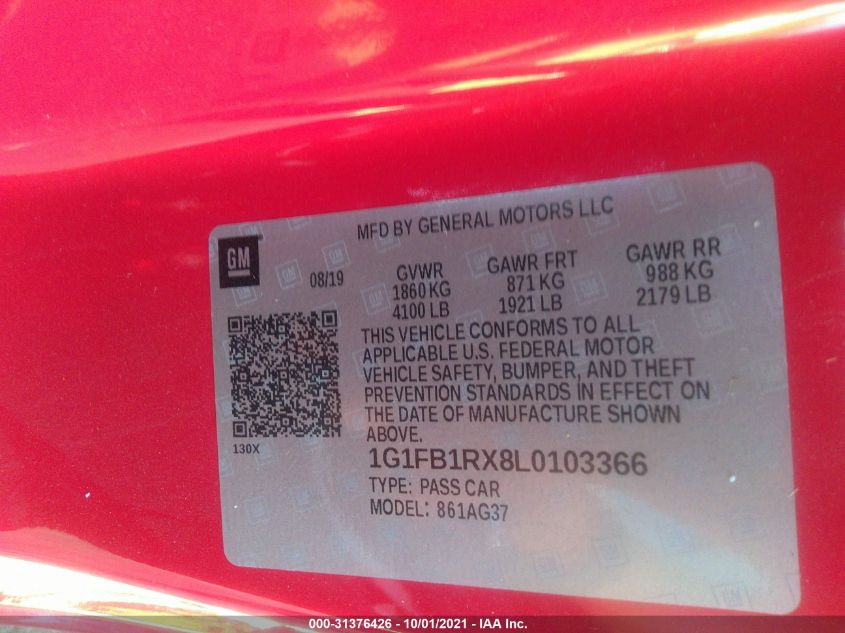 MFD BY GENERAL MOTORS LLC
GM
08/19
GVWR
1860 KG
4100 LB
GAWR FRT
871 KG
1921 LB
GAWR RR
988 KG
2179 LB
THIS VEHICLE CONFORMS TO ALL
APPLICABLE U.S. FEDERAL MOTOR
VEHICLE SAFETY, BUMPER, AND THEFT
PREVENTION STANDARDS IN EFFECT ON
THE DATE OF MANUFACTURE SHOWN
ABOVE.
130X
1G1FB1RX8L0103366
TYPE: PASS CAR
MODEL: 861AG37
000-31376426 - 10/01/2021 - IAA Inc.